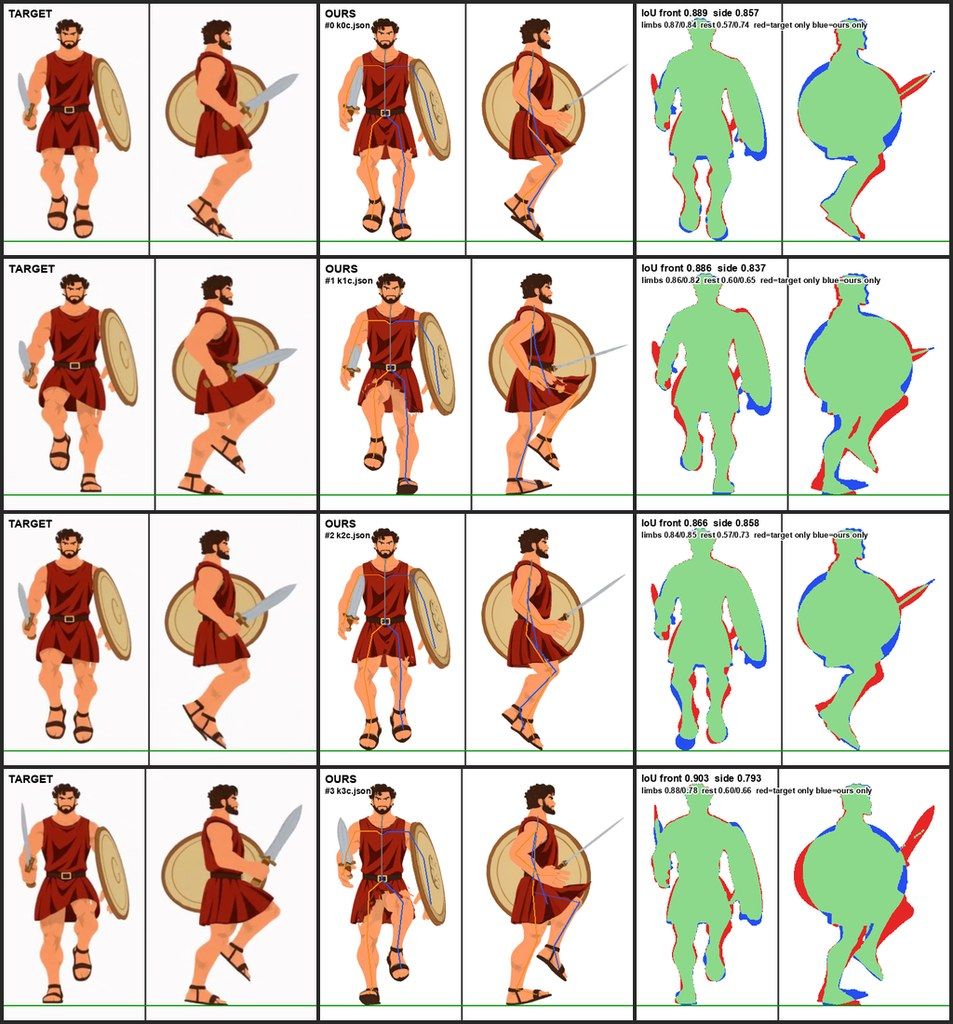 TARGET
OURS
#0 k0c.json
IoU front 0.889 side 0.857
limbs 0.87/0.84 rest 0.57/0.74 red=target only blue=ours only
TARGET
OURS
#1 k1c.json
IoU front 0.886 side 0.837
limbs 0.86/0.82 rest 0.60/0.65 red=target only blue=ours only
TARGET
OURS
#2 k2c.json
IoU front 0.866 side 0.858
limbs 0.84/0.85 rest 0.57/0.73 red=target only blue=ours only
TARGET
OURS
#3 k3c.json
IoU front 0.903 side 0.793
limbs 0.88/0.78 rest 0.60/0.66 red=target only blue=ours only